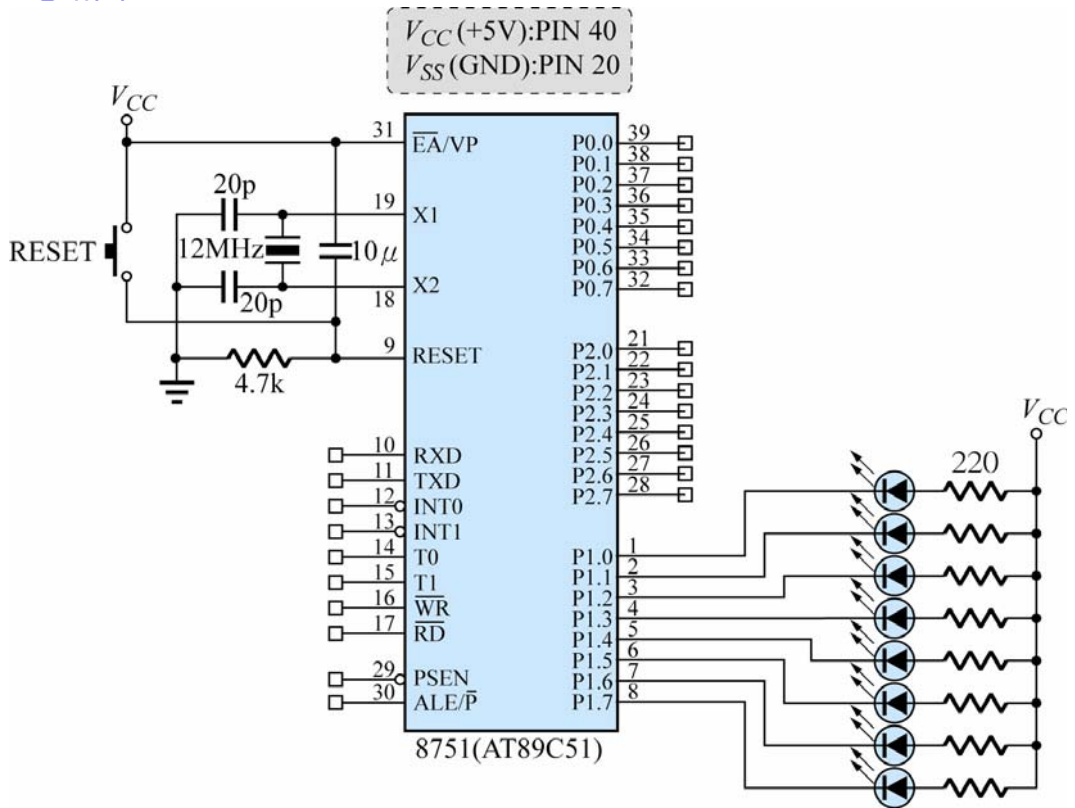 V_CC (+5V):PIN 40
V_SS (GND):PIN 20
V_CC
31
EA/VP
20p
19
X1
RESET
12MHz
10μ
X2
20p
18
9
RESET
4.7k
10
RXD
11
TXD
12
INT0
13
INT1
14
T0
15
T1
16
WR
17
RD
29
PSEN
30
ALE/P
P0.0 39
P0.1 38
P0.2 37
P0.3 36
P0.4 35
P0.5 34
P0.6 33
P0.7 32
P2.0 21
P2.1 22
P2.2 23
P2.3 24
P2.4 25
P2.5 26
P2.6 27
P2.7 28
P1.0 1
P1.1 2
P1.2 3
P1.3 4
P1.4 5
P1.5 6
P1.6 7
P1.7 8
V_CC
220
8751(AT89C51)